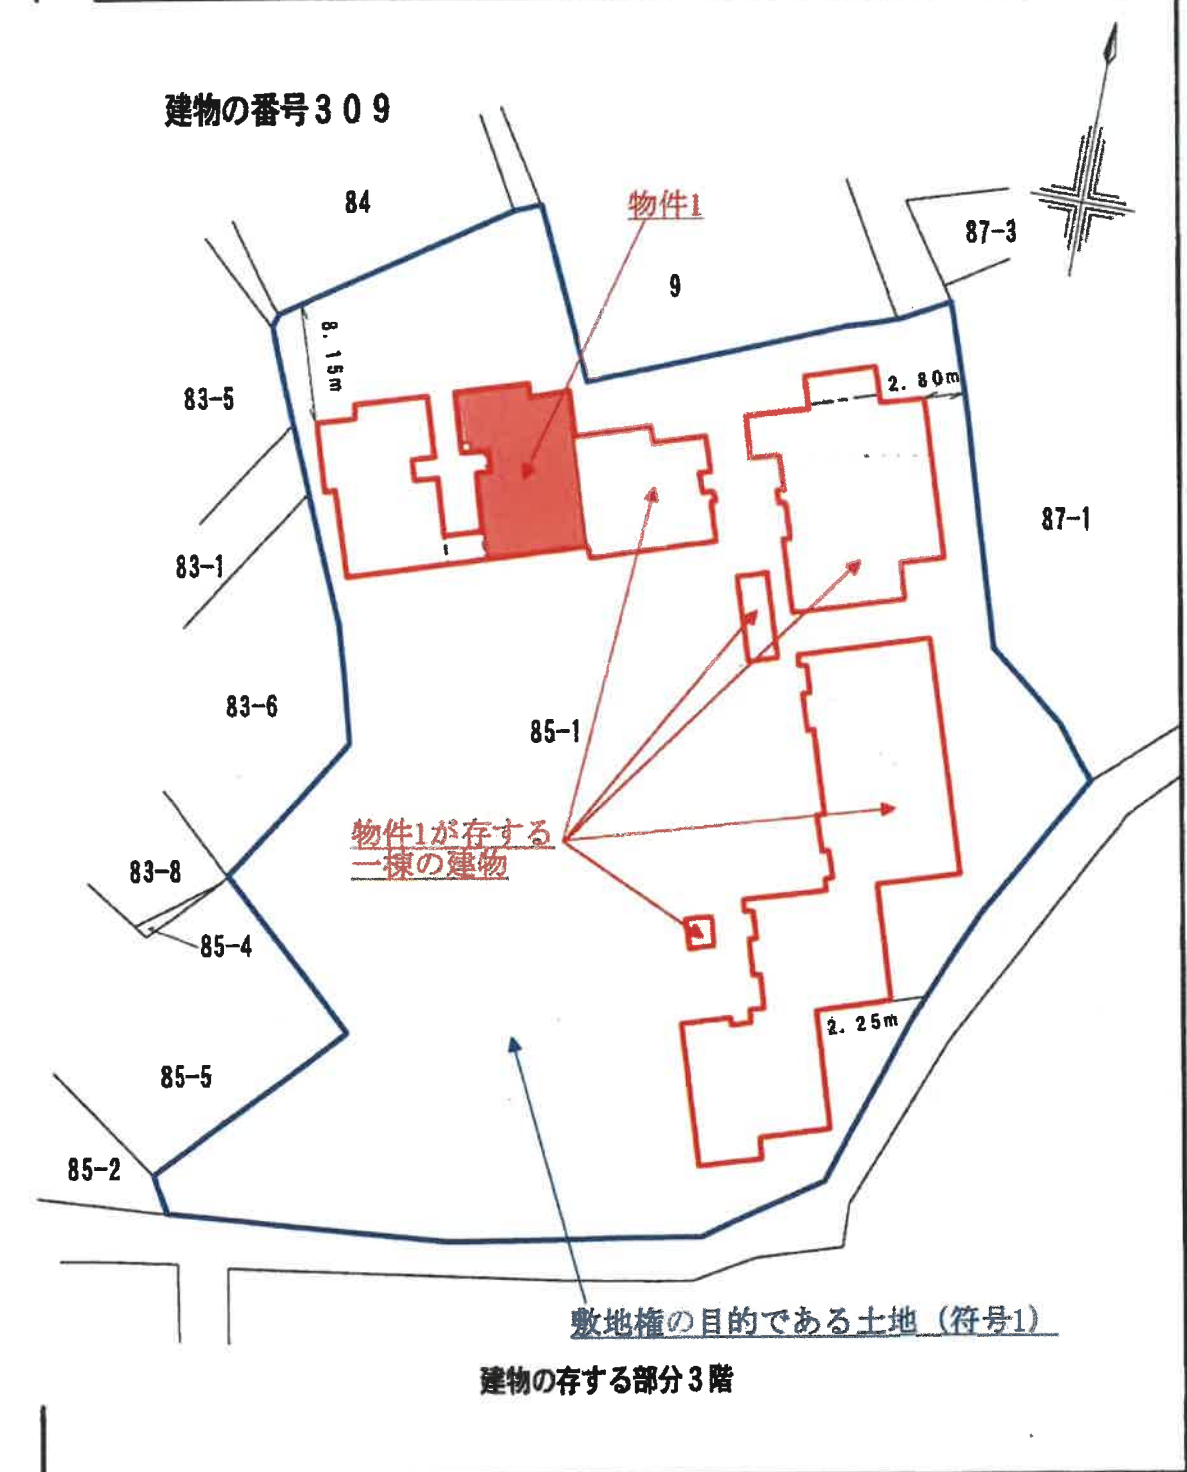 建物の番号309
84
物件1
87-3
9
8.15m
2.80m
83-5
87-1
83-1
83-6
85-1
物件1が存する
一棟の建物
83-8
85-4
2.25m
85-5
85-2
敷地権の目的である土地(符号1)
建物の存する部分3階